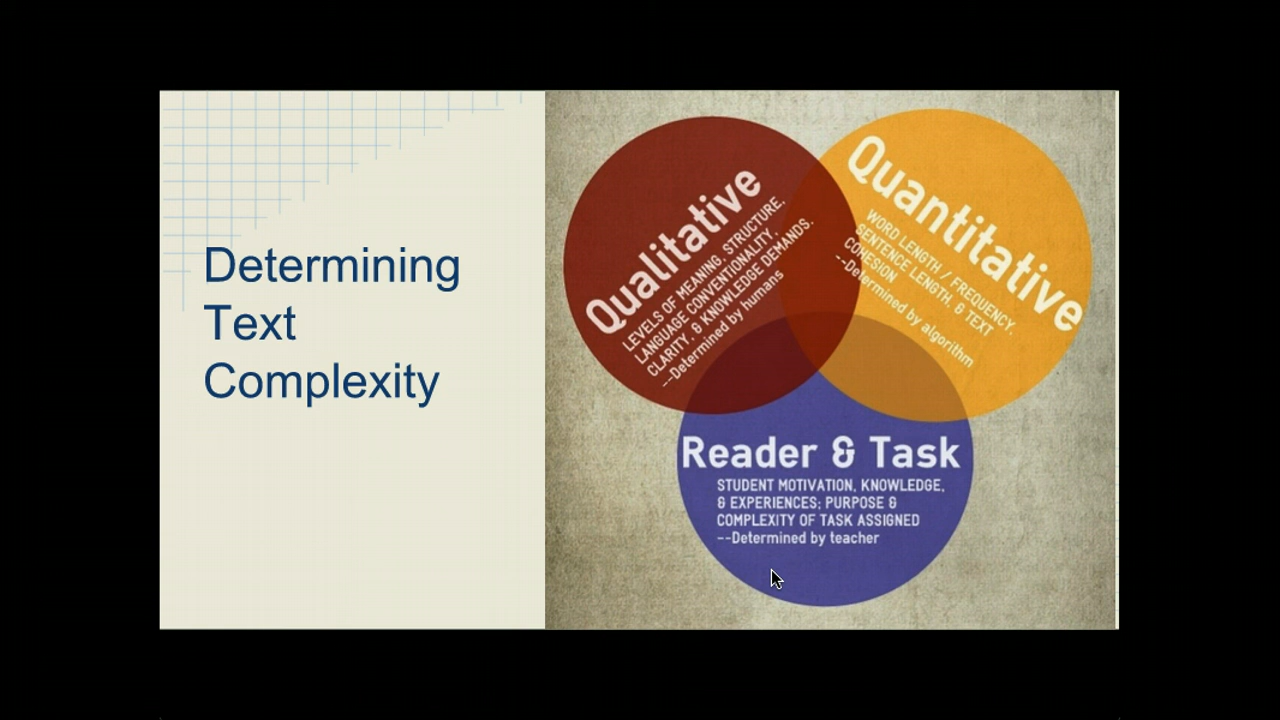 Determining
Text
Complexity
Qualitative
LEVELS OF MEANING, STRUCTURE,
LANGUAGE CONVENTIONALITY,
CLARITY, & KNOWLEDGE DEMANDS.
--Determined by humans
Quantitative
WORD LENGTH / FREQUENCY,
SENTENCE LENGTH, & TEXT
COHESION
--Determined by algorithm
Reader & Task
STUDENT MOTIVATION, KNOWLEDGE,
& EXPERIENCES; PURPOSE &
COMPLEXITY OF TASK ASSIGNED
--Determined by teacher